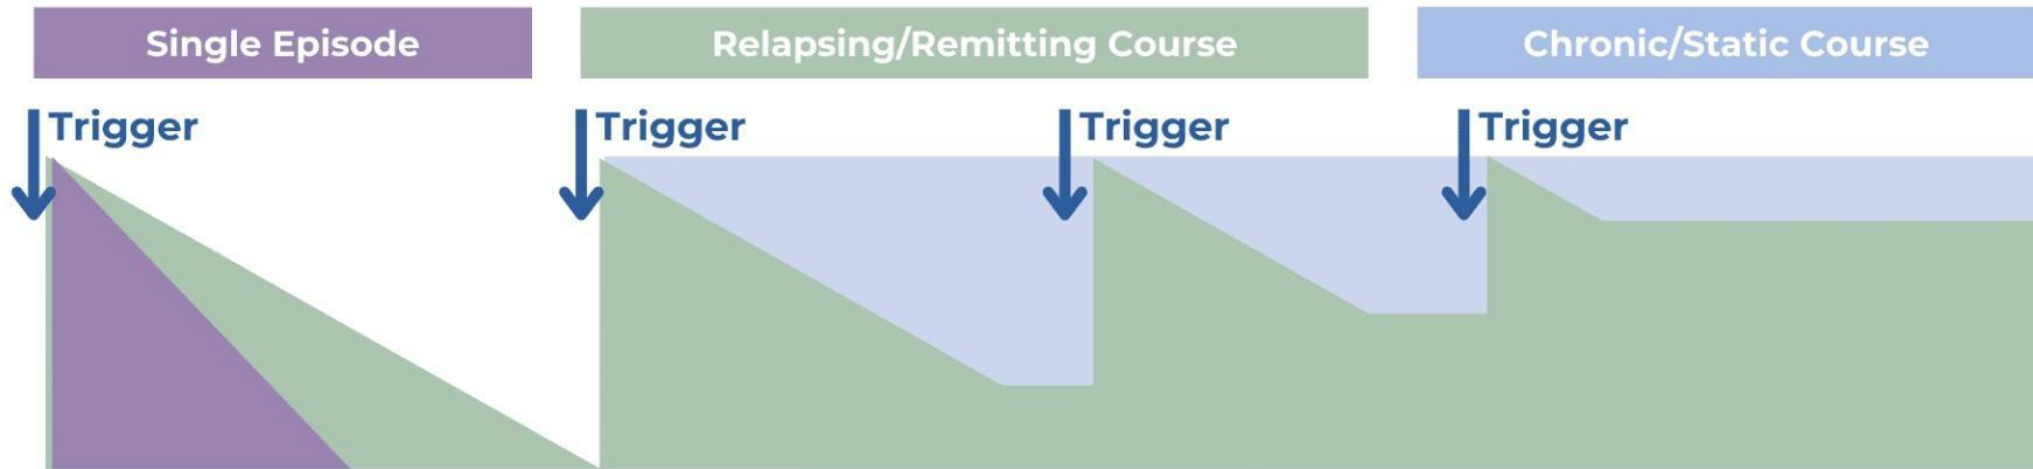 Single Episode
Relapsing/Remitting Course
Chronic/Static Course
Trigger
Trigger
Trigger
Trigger